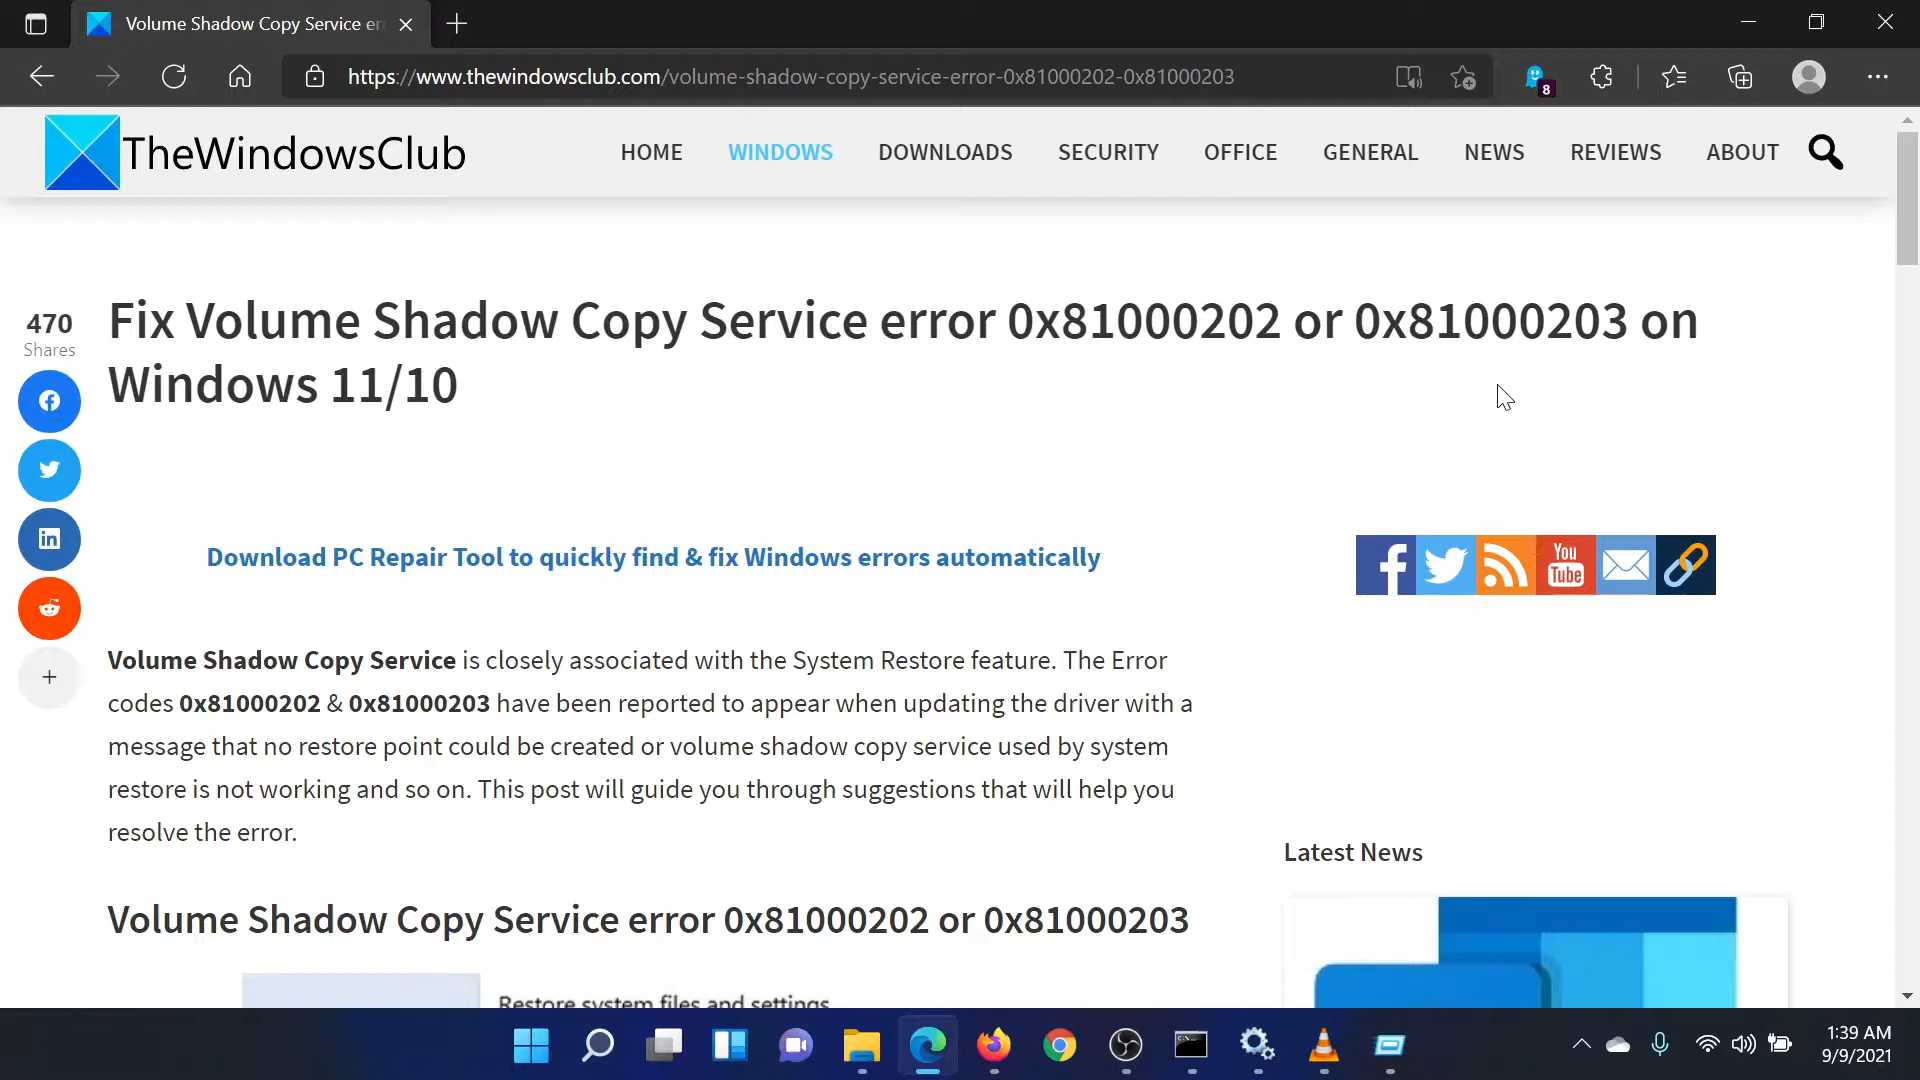 Volume Shadow Copy Service er
https://www.thewindowsclub.com/volume-shadow-copy-service-error-0x81000202-0x81000203
8
TheWindowsClub
HOME WINDOWS DOWNLOADS SECURITY OFFICE GENERAL NEWS REVIEWS ABOUT
Fix Volume Shadow Copy Service error 0x81000202 or 0x81000203 on
Windows 11/10
470
Shares
Download PC Repair Tool to quickly find & fix Windows errors automatically
You
Tube
Volume Shadow Copy Service is closely associated with the System Restore feature. The Error
codes 0x81000202 & 0x81000203 have been reported to appear when updating the driver with a
message that no restore point could be created or volume shadow copy service used by system
restore is not working and so on. This post will guide you through suggestions that will help you
resolve the error.
Latest News
Volume Shadow Copy Service error 0x81000202 or 0x81000203
Restore system files and settings
1:39 AM
9/9/2021